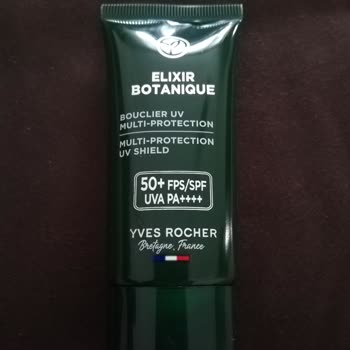 ELIXIR
BOTANIQUE
BOUCLIER UV
MULTI-PROTECTION
MULTI-PROTECTION
UV SHIELD
50+ FPS/SPF
UVA PA++++
YVES ROCHER
Bretagne, France